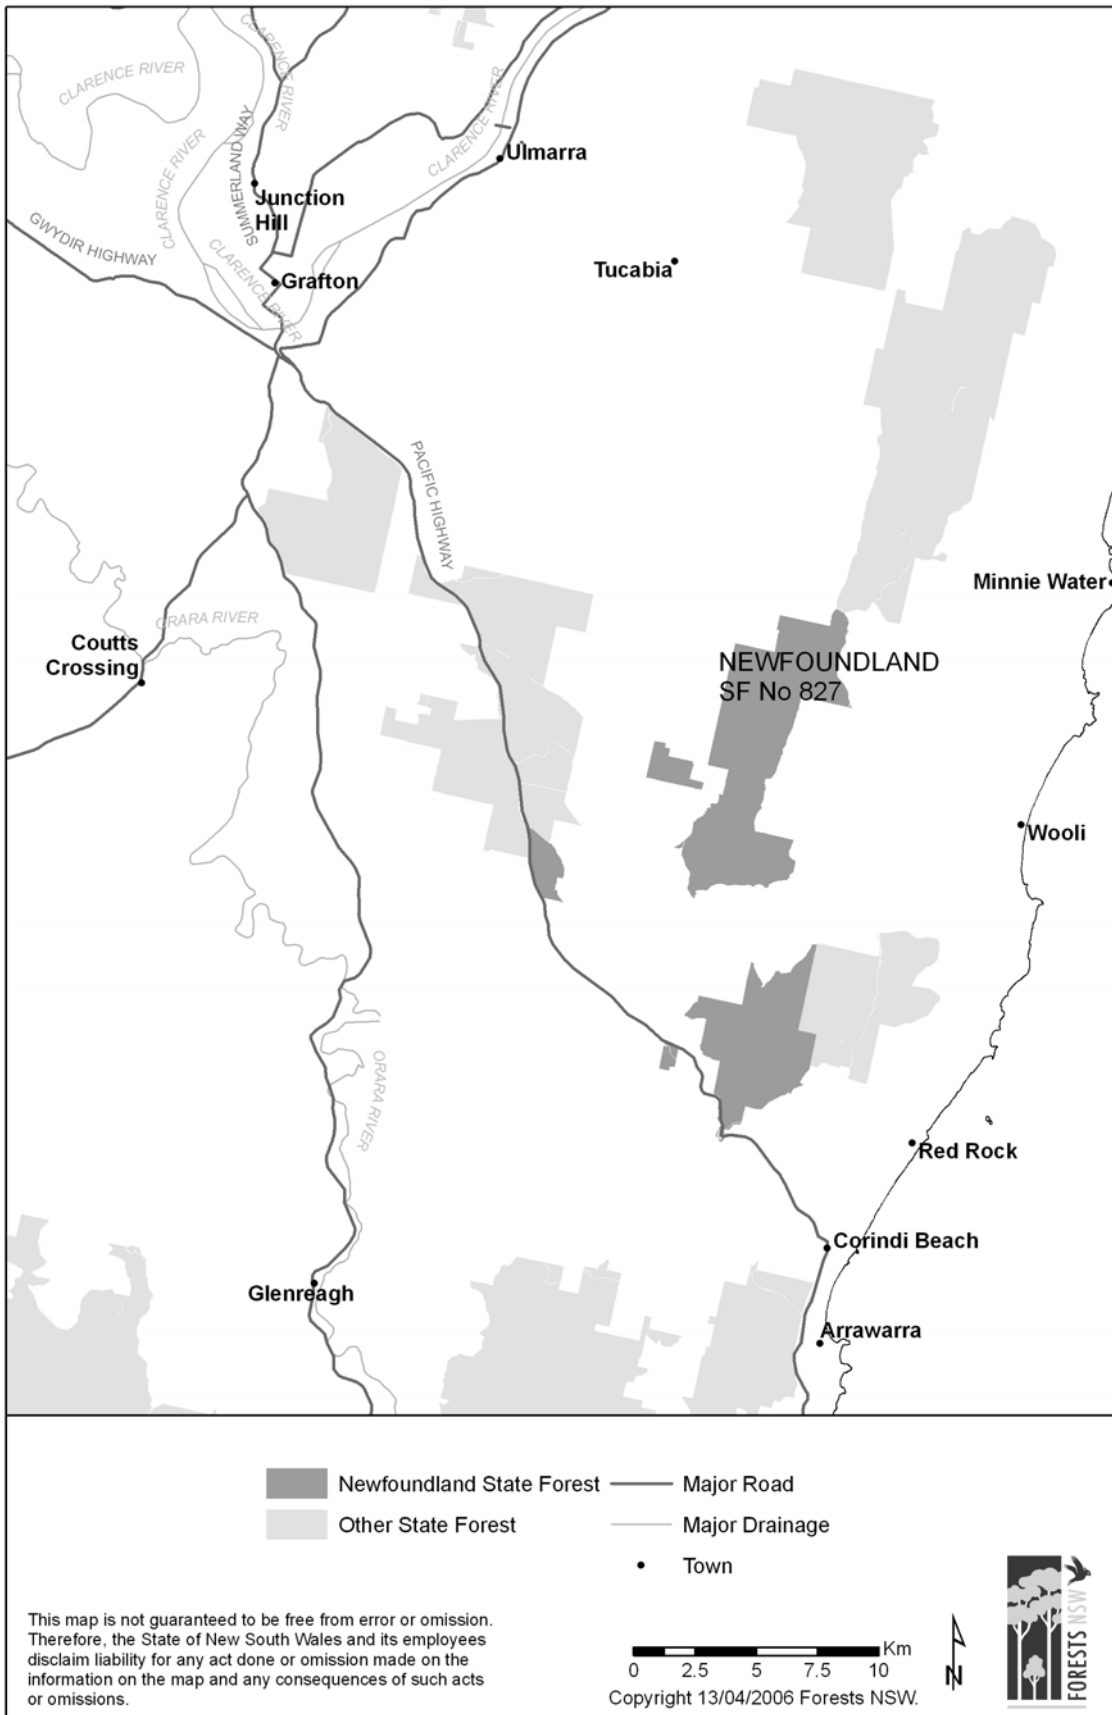 CLARENCE RIVER
CLARENCE RIVER
CLARENCE RIVER
CLARENCE RIVER
SUMMERLAND WAY
Ulmarra
Junction
Hill
GWYDIR HIGHWAY
CLARENCE RIVER
Tucabia
Grafton
PACIFIC HIGHWAY
Minnie Water
ORARA RIVER
Coutts
Crossing
NEWFOUNDLAND
SF No 827
Wooli
ORARA RIVER
Red Rock
Corindi Beach
Glenreagh
Arrawarra
Newfoundland State Forest
Major Road
Other State Forest
Major Drainage
Town
This map is not guaranteed to be free from error or omission.
Therefore, the State of New South Wales and its employees
disclaim liability for any act done or omission made on the
information on the map and any consequences of such acts
or omissions.
Km
0 2.5 5 7.5 10
Copyright 13/04/2006 Forests NSW.
N
FORESTS NSW